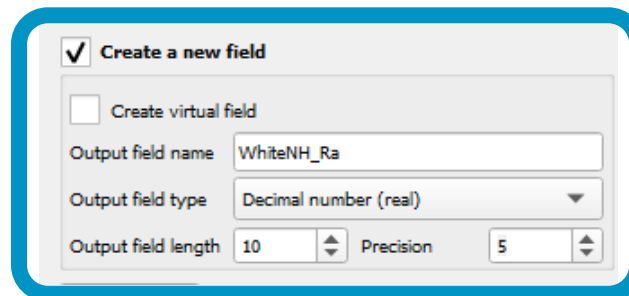 Create a new field
Create virtual field
Output field name WhiteNH_Ra
Output field type Decimal number (real)
Output field length 10 Precision 5